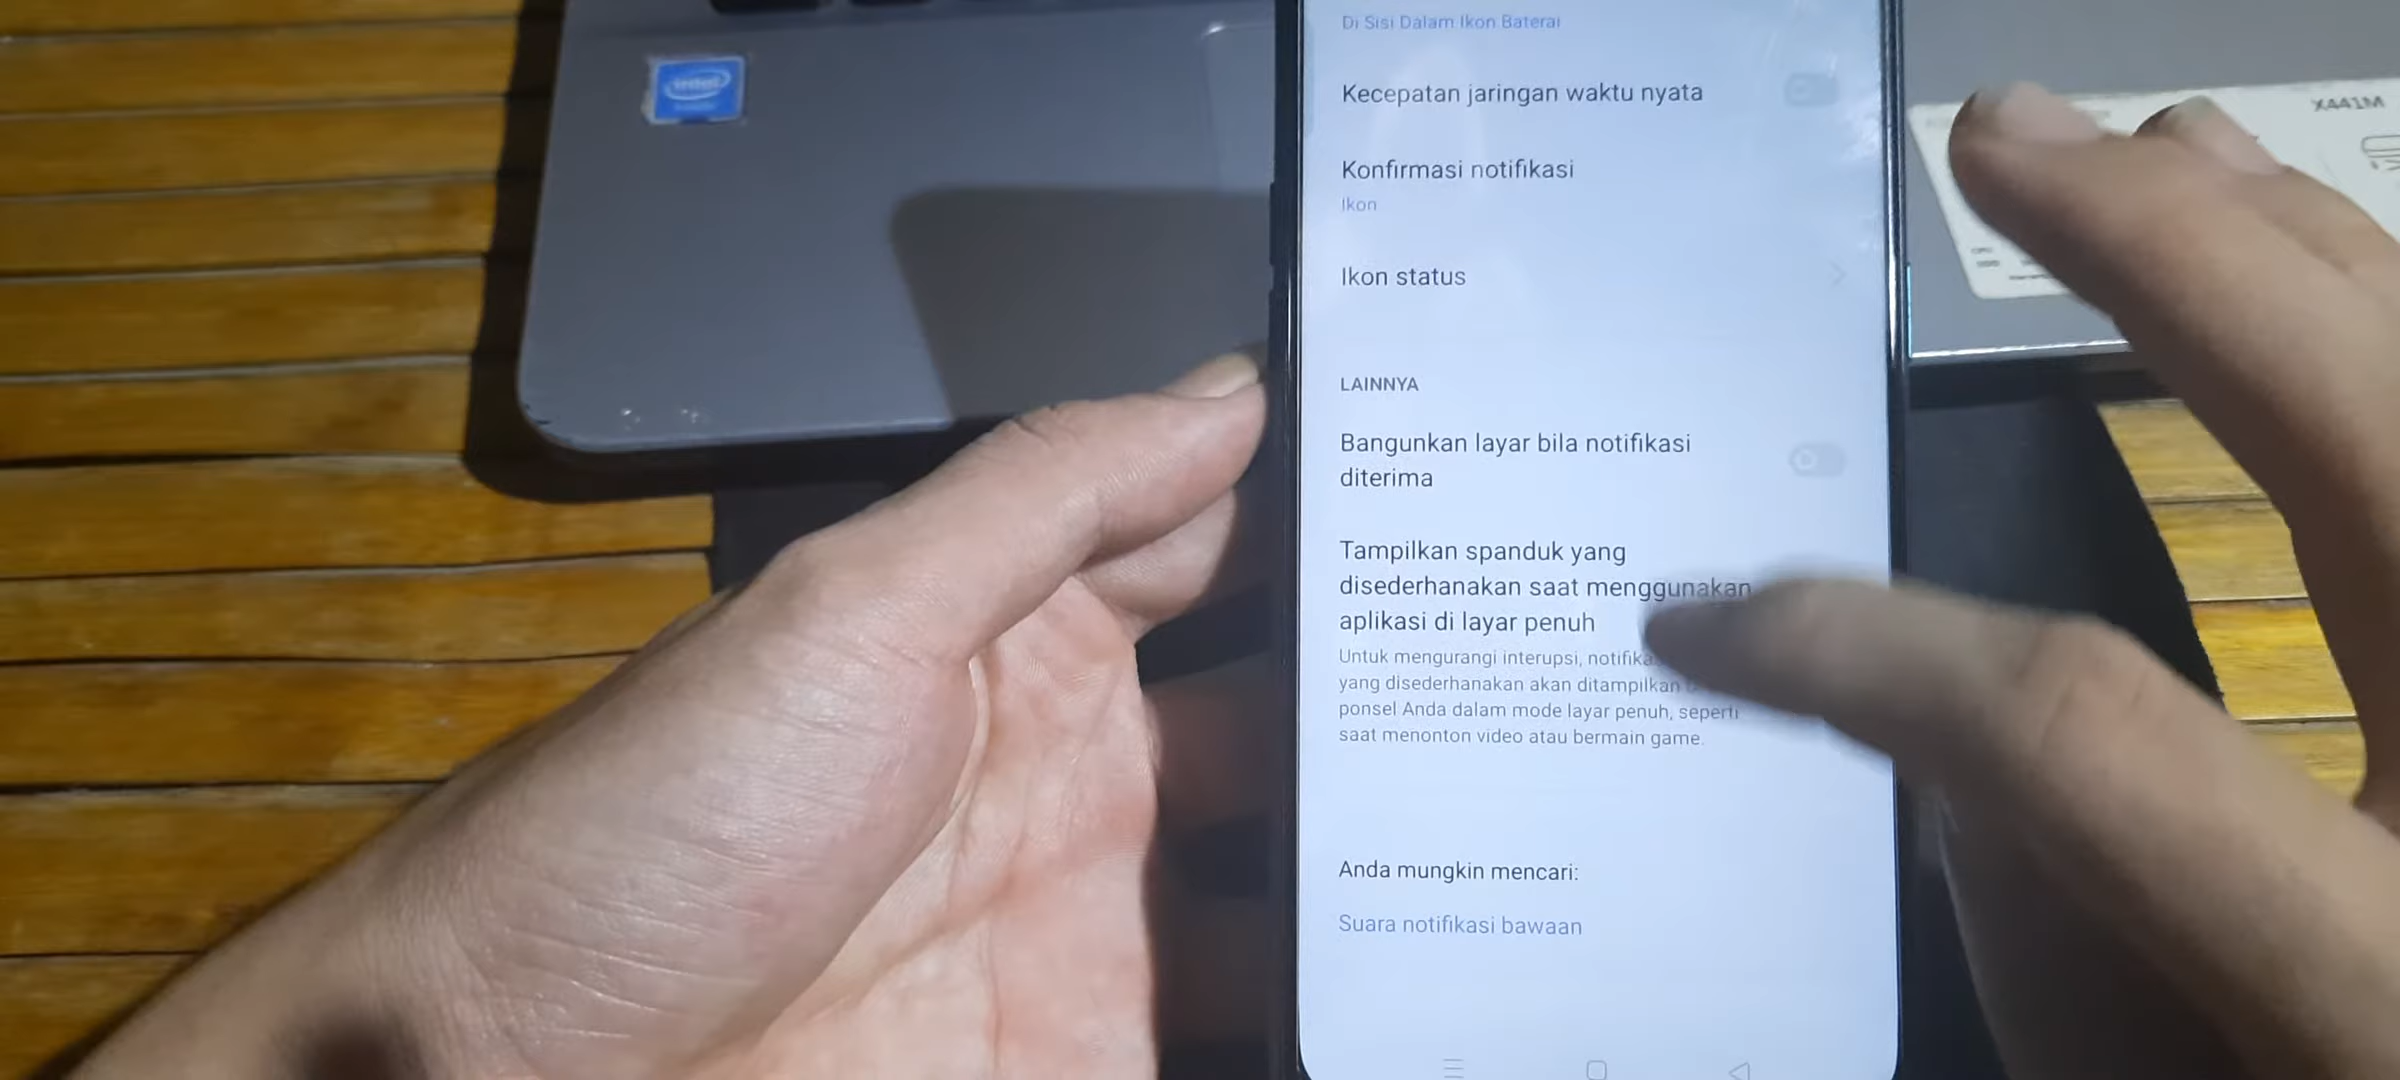 intel
Di Sisi Dalam Ikon Baterai
Kecepatan jaringan waktu nyata
X441M
Konfirmasi notifikasi
Ikon
Ikon status
LAINNYA
Bangunkan layar bila notifikasi
diterima
Tampilkan spanduk yang
disederhanakan saat menggunakan
aplikasi di layar penuh
Untuk mengurangi interupsi,
yang disederhanakan akan ditampilkan
ponsel Anda dalam mode layar penuh, seperti
saat menonton video atau bermain game.
Anda mungkin mencari:
Suara notifikasi bawaan